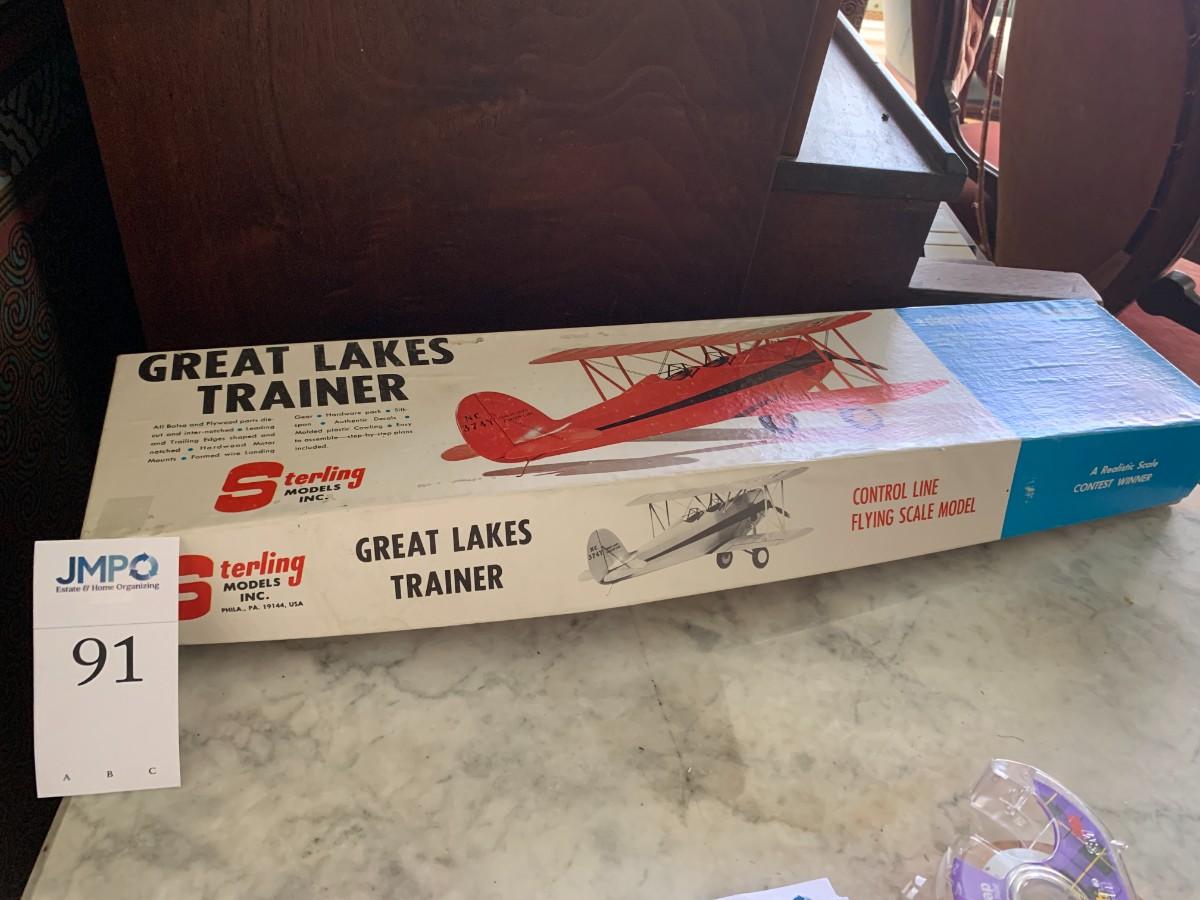 GREAT LAKES
TRAINER
All Balsa and Plywood parts die-
cut and inter-notched • Leading
and Trailing Edges shaped and
notched • Hardwood Motor
Mounts • Formed wire Landing
Gear • Hardware pack • Silk-
span • Authentic Decals •
Molded plastic Cowling • Easy
to assemble—step-by-step plans
included.
Sterling
MODELS
INC.
NC
374Y
Sterling
MODELS
INC.
PHILA., PA. 19144, USA
GREAT LAKES
TRAINER
NC
374Y
CONTROL LINE
FLYING SCALE MODEL
A Realistic Scale
CONTEST WINNER
JMPO
Estate & Home Organizing
91
A B C